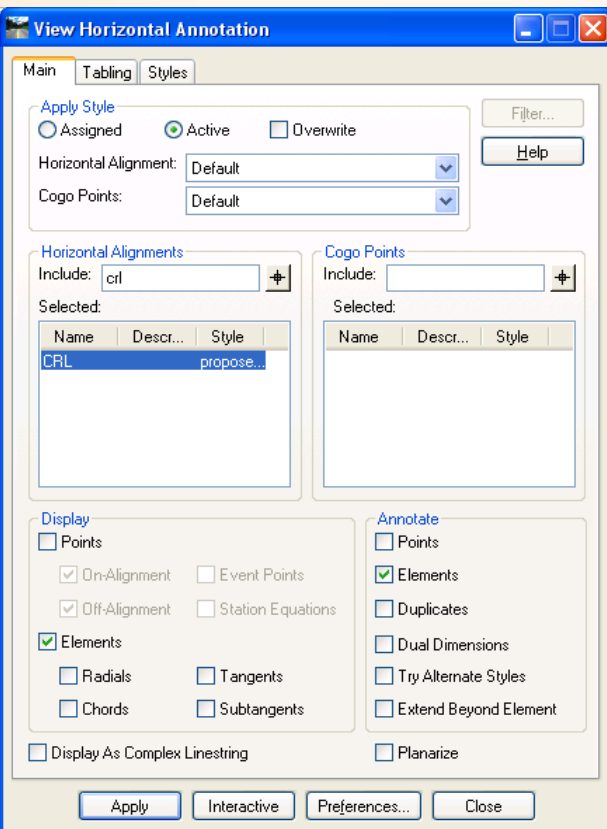 View Horizontal Annotation
Main Tabling Styles
Apply Style
Assigned Active Overwrite
Filter...
Help
Horizontal Alignment: Default
Cogo Points: Default
Horizontal Alignments
Include: crl
Selected:
Name Descr... Style
CRL propose...
Cogo Points
Include:
Selected:
Name Descr... Style
Display
Points
On-Alignment Event Points
Off-Alignment Station Equations
Elements
Radials Tangents
Chords Subtangents
Annotate
Points
Elements
Duplicates
Dual Dimensions
Try Alternate Styles
Extend Beyond Element
Display As Complex Linestring
Planarize
Apply Interactive Preferences... Close